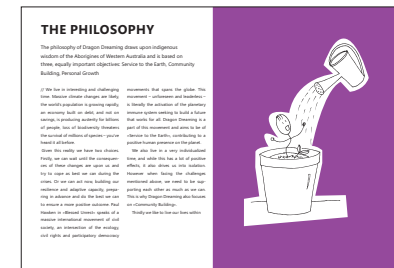 THE PHILOSOPHY
The philosophy of Dragon Dreaming draws upon indigenous
wisdom of the Aborigines of Western Australia and is based on
three, equally important objectives: Service to the Earth, Community
Building, Personal Growth
// We live in interesting and challenging
time. Massive climate changes are likely,
the world's population is growing rapidly,
an economy built on debt, and not on
savings, is producing austerity for billions
of people, loss of biodiversity threatens
the survival of millions of species – you've
heard it all before.
Given this reality we have two choices.
Firstly, we can wait until the consequen-
ces of these changes are upon us and
try to cope as best we can during the
crises. Or we can act now, building our
resilience and adaptive capacity, prepa-
ring in advance and do the best we can
to ensure a more positive outcome. Paul
Hawken in »Blessed Unrest« speaks of a
massive international movement of civil
society, an intersection of the ecology,
civil rights and participatory democracy
movements that spans the globe. This
movement – unforeseen and leaderless –
is literally the activation of the planetary
immune system seeking to build a future
that works for all. Dragon Dreaming is a
part of this movement and aims to be of
»Service to the Earth«, contributing to a
positive human presence on the planet.
We also live in a very individualized
time, and while this has a lot of positive
effects, it also drives us into isolation.
However when facing the challenges
mentioned above, we need to be sup-
porting each other as much as we can.
This is why Dragon Dreaming also focuses
on »Community Building«.
Thirdly we like to live our lives within